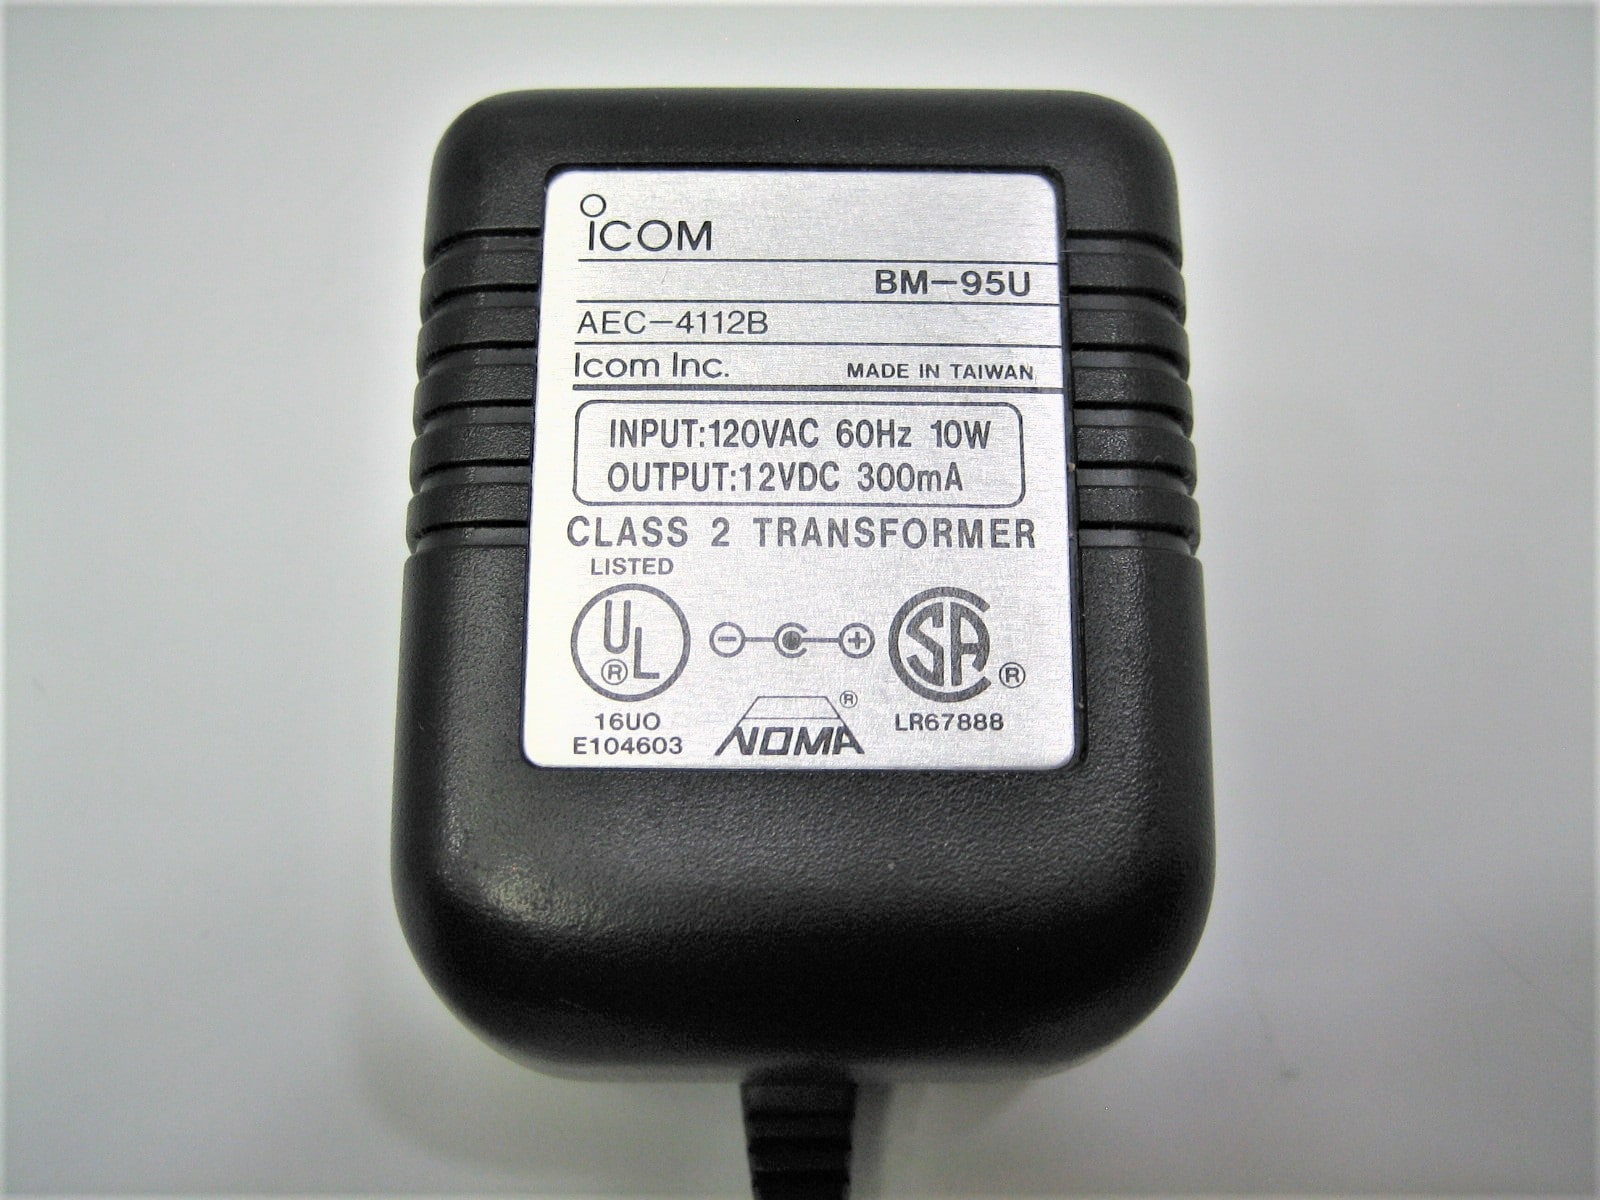 iCOM
BM-95U
AEC-4112B
Icom Inc. MADE IN TAIWAN
INPUT:120VAC 60Hz 10W
OUTPUT:12VDC 300mA
CLASS 2 TRANSFORMER
LISTED
UL ® − + SA ®
16UO
E104603
NOMA ®
LR67888